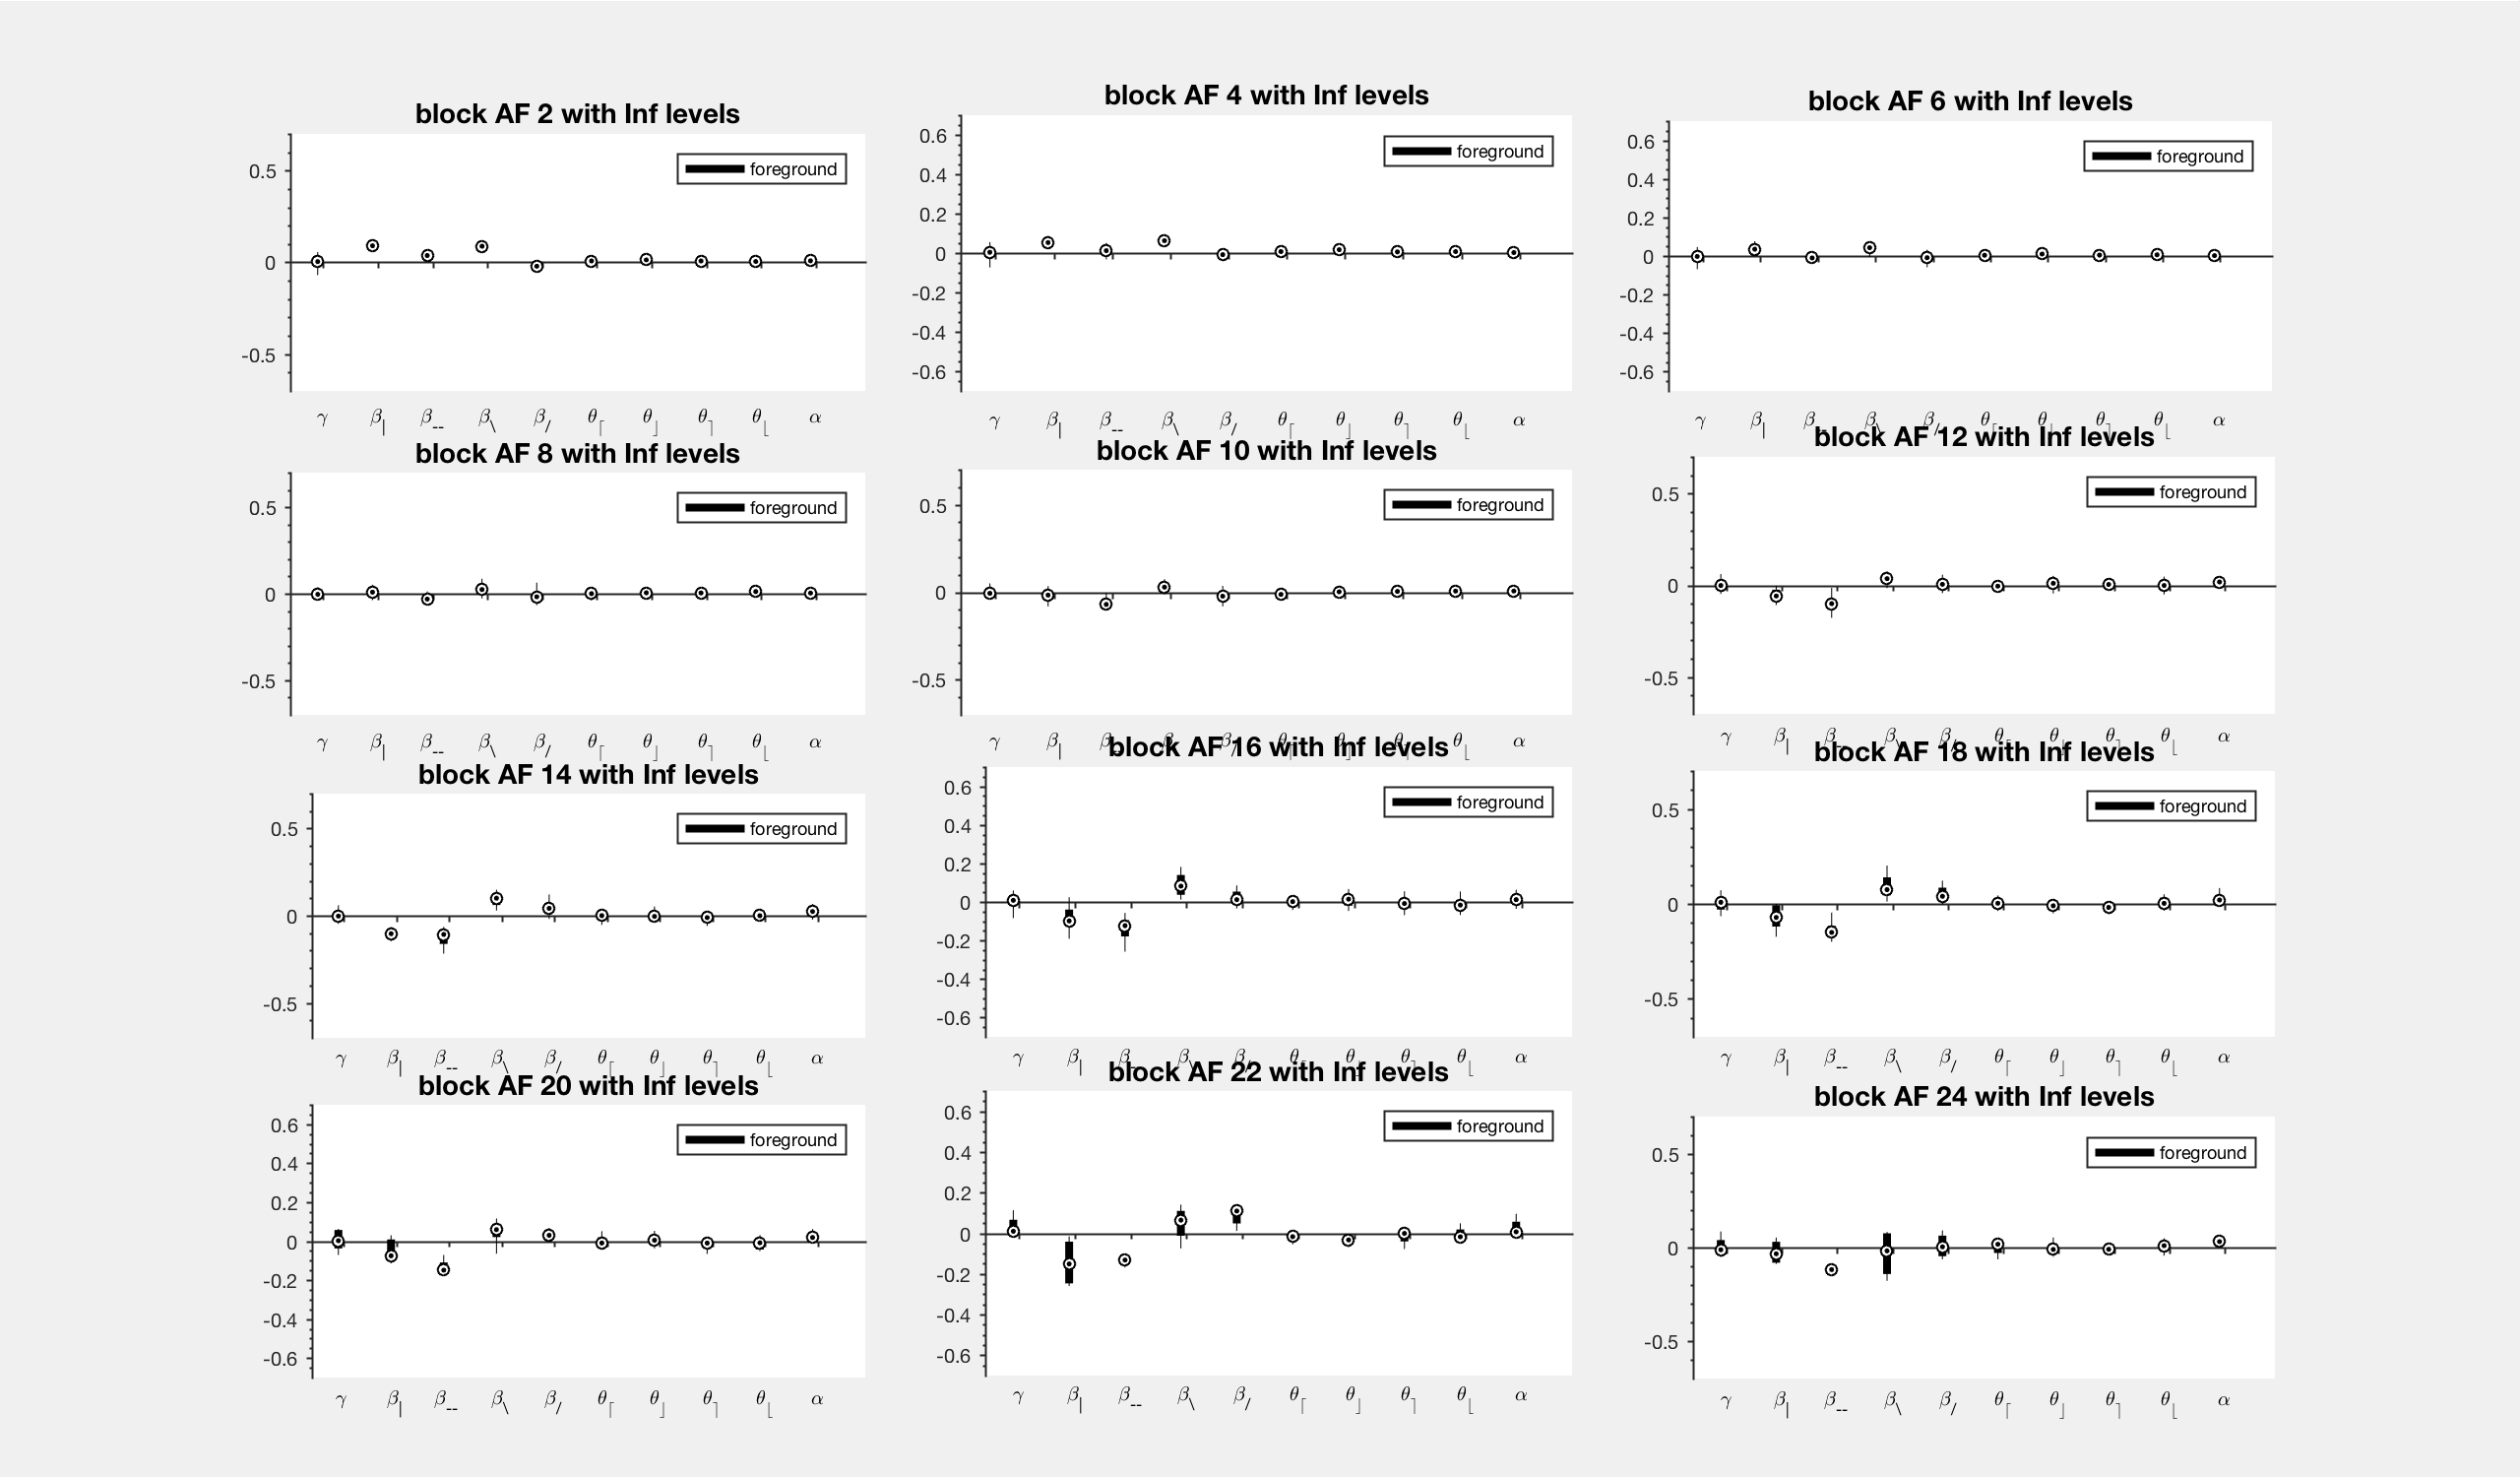 block AF 2 with Inf levels
foreground
0.5
0
-0.5
γ β| β-- β\ β/ θ⌈ θ⌋ θ⌉ θ⌊ α
block AF 4 with Inf levels
foreground
0.6
0.4
0.2
0
-0.2
-0.4
-0.6
γ β| β-- β\ β/ θ⌈ θ⌋ θ⌉ θ⌊ α
block AF 6 with Inf levels
foreground
0.6
0.4
0.2
0
-0.2
-0.4
-0.6
γ β| β θ⌊ α
block AF 8 with Inf levels
foreground
0.5
0
-0.5
γ β| β-- β\ β/ θ⌈ θ⌋ θ⌉ θ⌊ α
block AF 10 with Inf levels
foreground
0.5
0
-0.5
γ β| θ⌊ α
block AF 12 with Inf levels
foreground
0.5
0
-0.5
γ β| θ⌊ α
block AF 14 with Inf levels
foreground
0.5
0
-0.5
γ β| β-- β\ β/ θ⌈ θ⌋ θ⌉ θ⌊ α
block AF 16 with Inf levels
foreground
0.6
0.4
0.2
0
-0.2
-0.4
-0.6
γ β| θ⌊ α
block AF 18 with Inf levels
foreground
0.5
0
-0.5
γ β| β-- β\ β/ θ⌈ θ⌋ θ⌉ θ⌊ α
block AF 20 with Inf levels
foreground
0.6
0.4
0.2
0
-0.2
-0.4
-0.6
γ β| β-- β\ β/ θ⌈ θ⌋ θ⌉ θ⌊ α
block AF 22 with Inf levels
foreground
0.6
0.4
0.2
0
-0.2
-0.4
-0.6
γ β| β-- β\ β/ θ⌈ θ⌋ θ⌉ θ⌊ α
block AF 24 with Inf levels
foreground
0.5
0
-0.5
γ β| β-- β\ β/ θ⌈ θ⌋ θ⌉ θ⌊ α